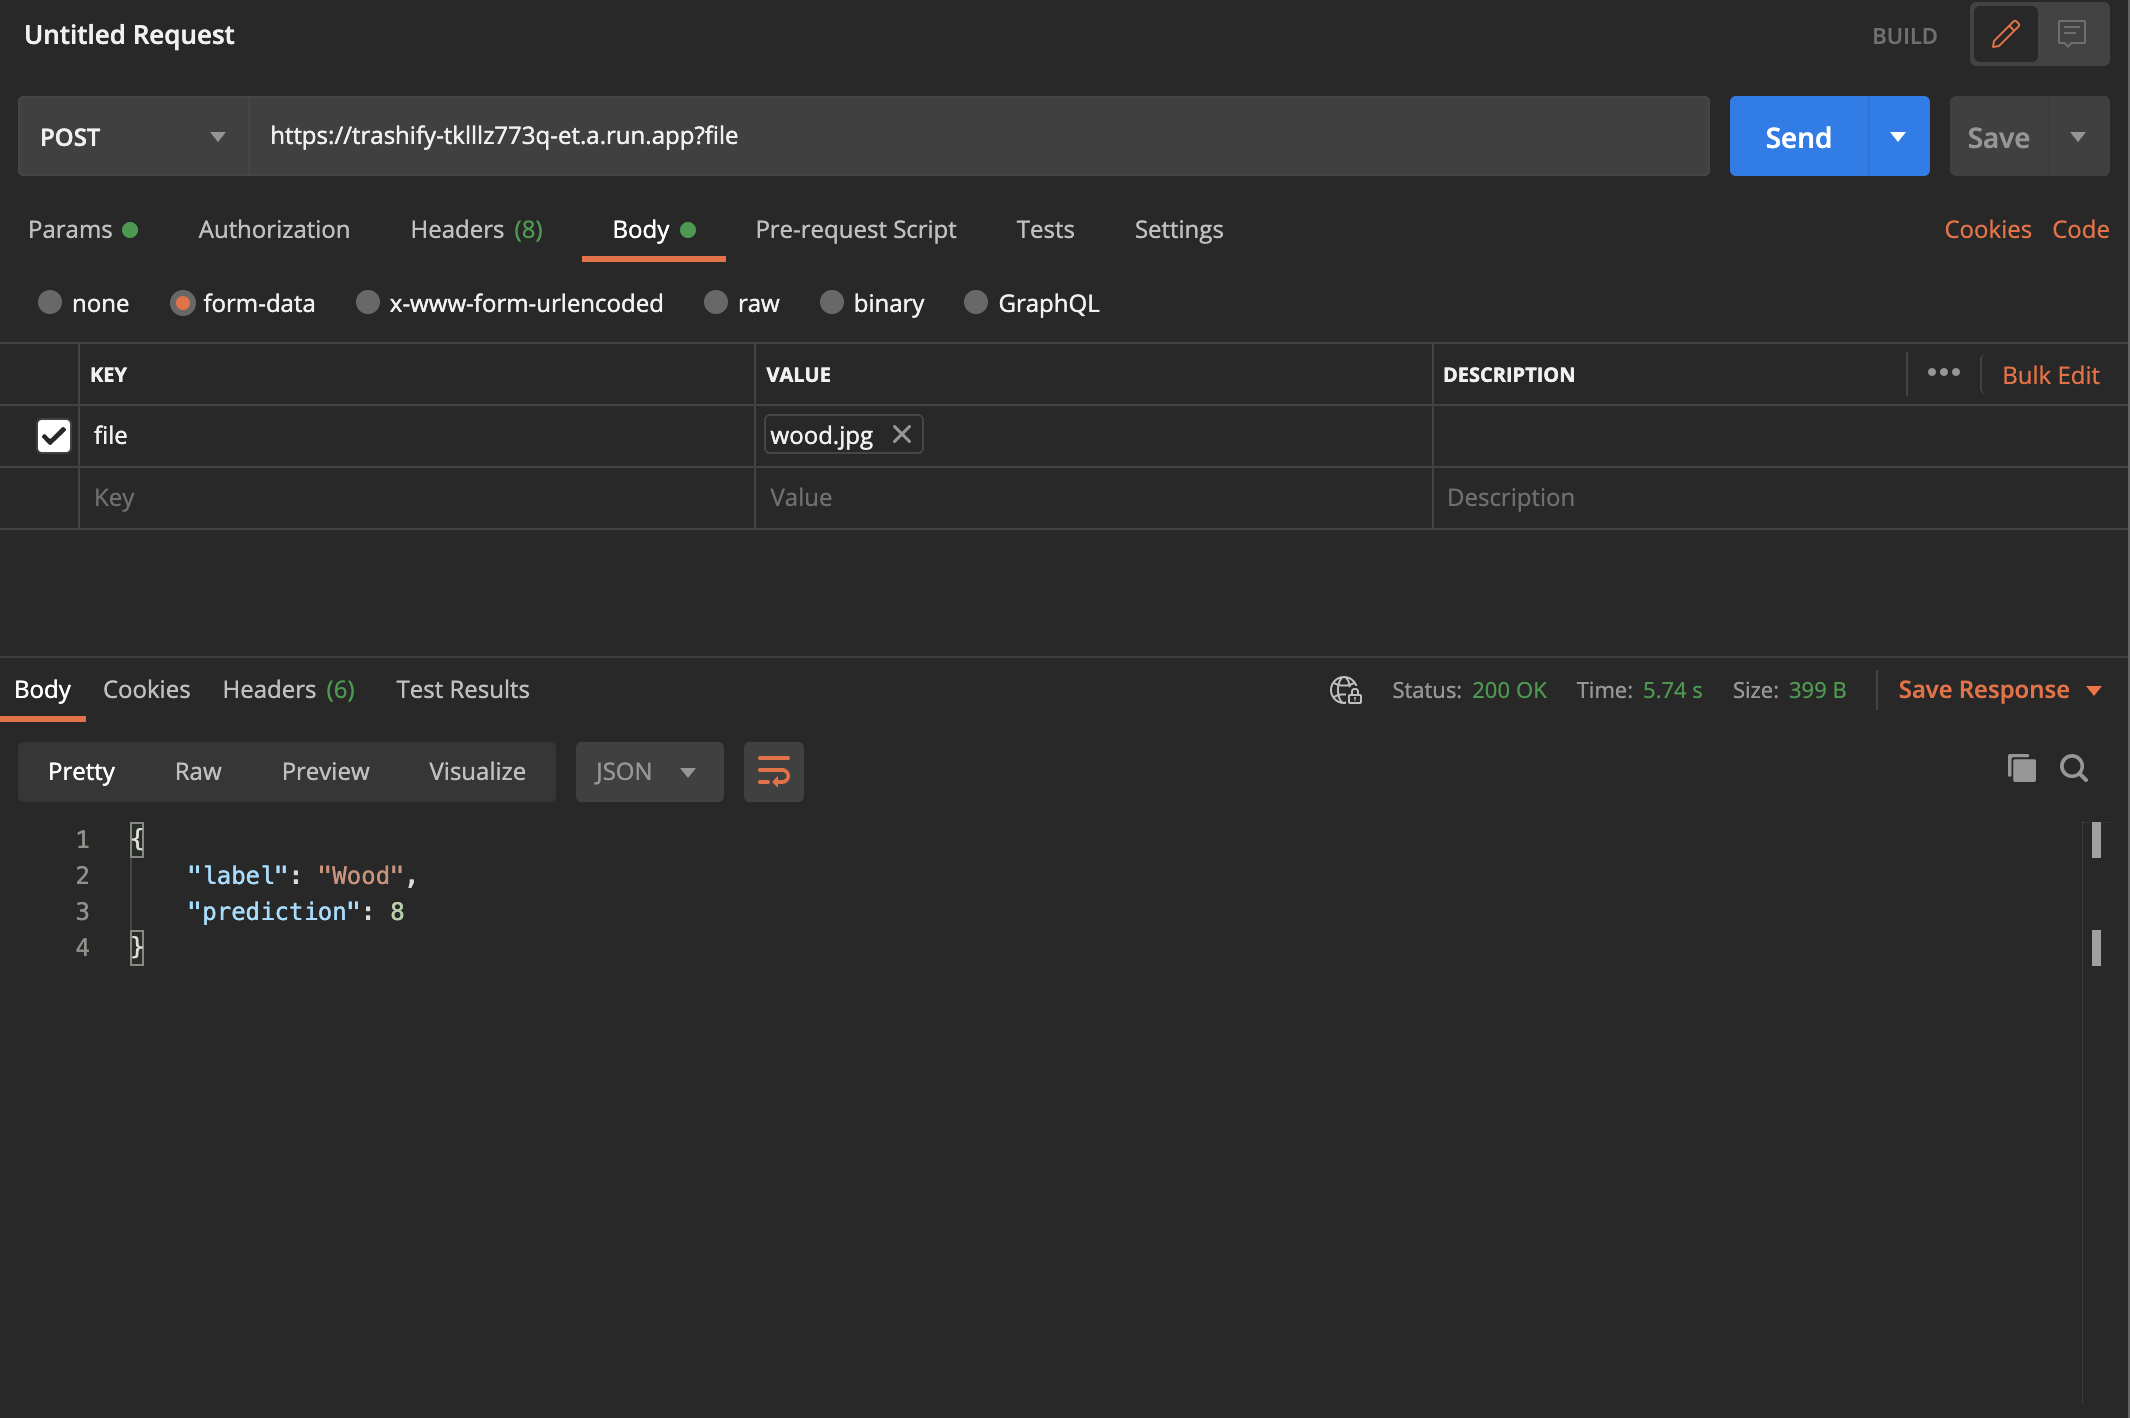 Untitled Request
BUILD
POST
https://trashify-tklllz773q-et.a.run.app?file
Send
Save
Params
Authorization
Headers (8)
Body
Pre-request Script
Tests
Settings
Cookies
Code
none
form-data
x-www-form-urlencoded
raw
binary
GraphQL
KEY
VALUE
DESCRIPTION
Bulk Edit
file
wood.jpg
Key
Value
Description
Body
Cookies
Headers (6)
Test Results
Status: 200 OK
Time: 5.74 s
Size: 399 B
Save Response
Pretty
Raw
Preview
Visualize
JSON
1 {
2 "label": "Wood",
3 "prediction": 8
4 }